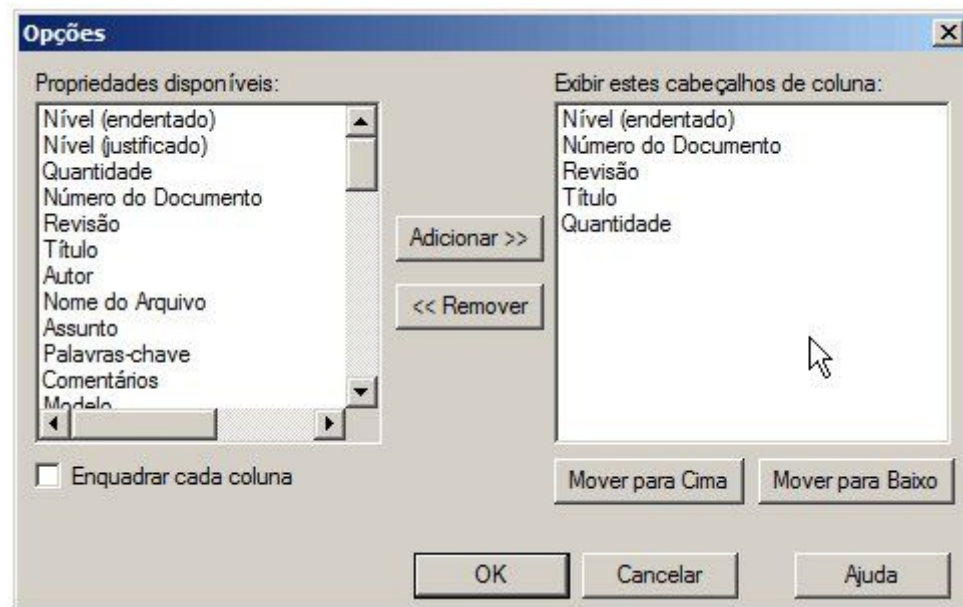 Opções
Propriedades disponíveis:
Nível (endentado)
Nível (justificado)
Quantidade
Número do Documento
Revisão
Título
Autor
Nome do Arquivo
Assunto
Palavras-chave
Comentários
Modelo
Enquadrar cada coluna
Adicionar >>
<< Remover
Exibir estes cabeçalhos de coluna:
Nível (endentado)
Número do Documento
Revisão
Título
Quantidade
Mover para Cima
Mover para Baixo
OK
Cancelar
Ajuda